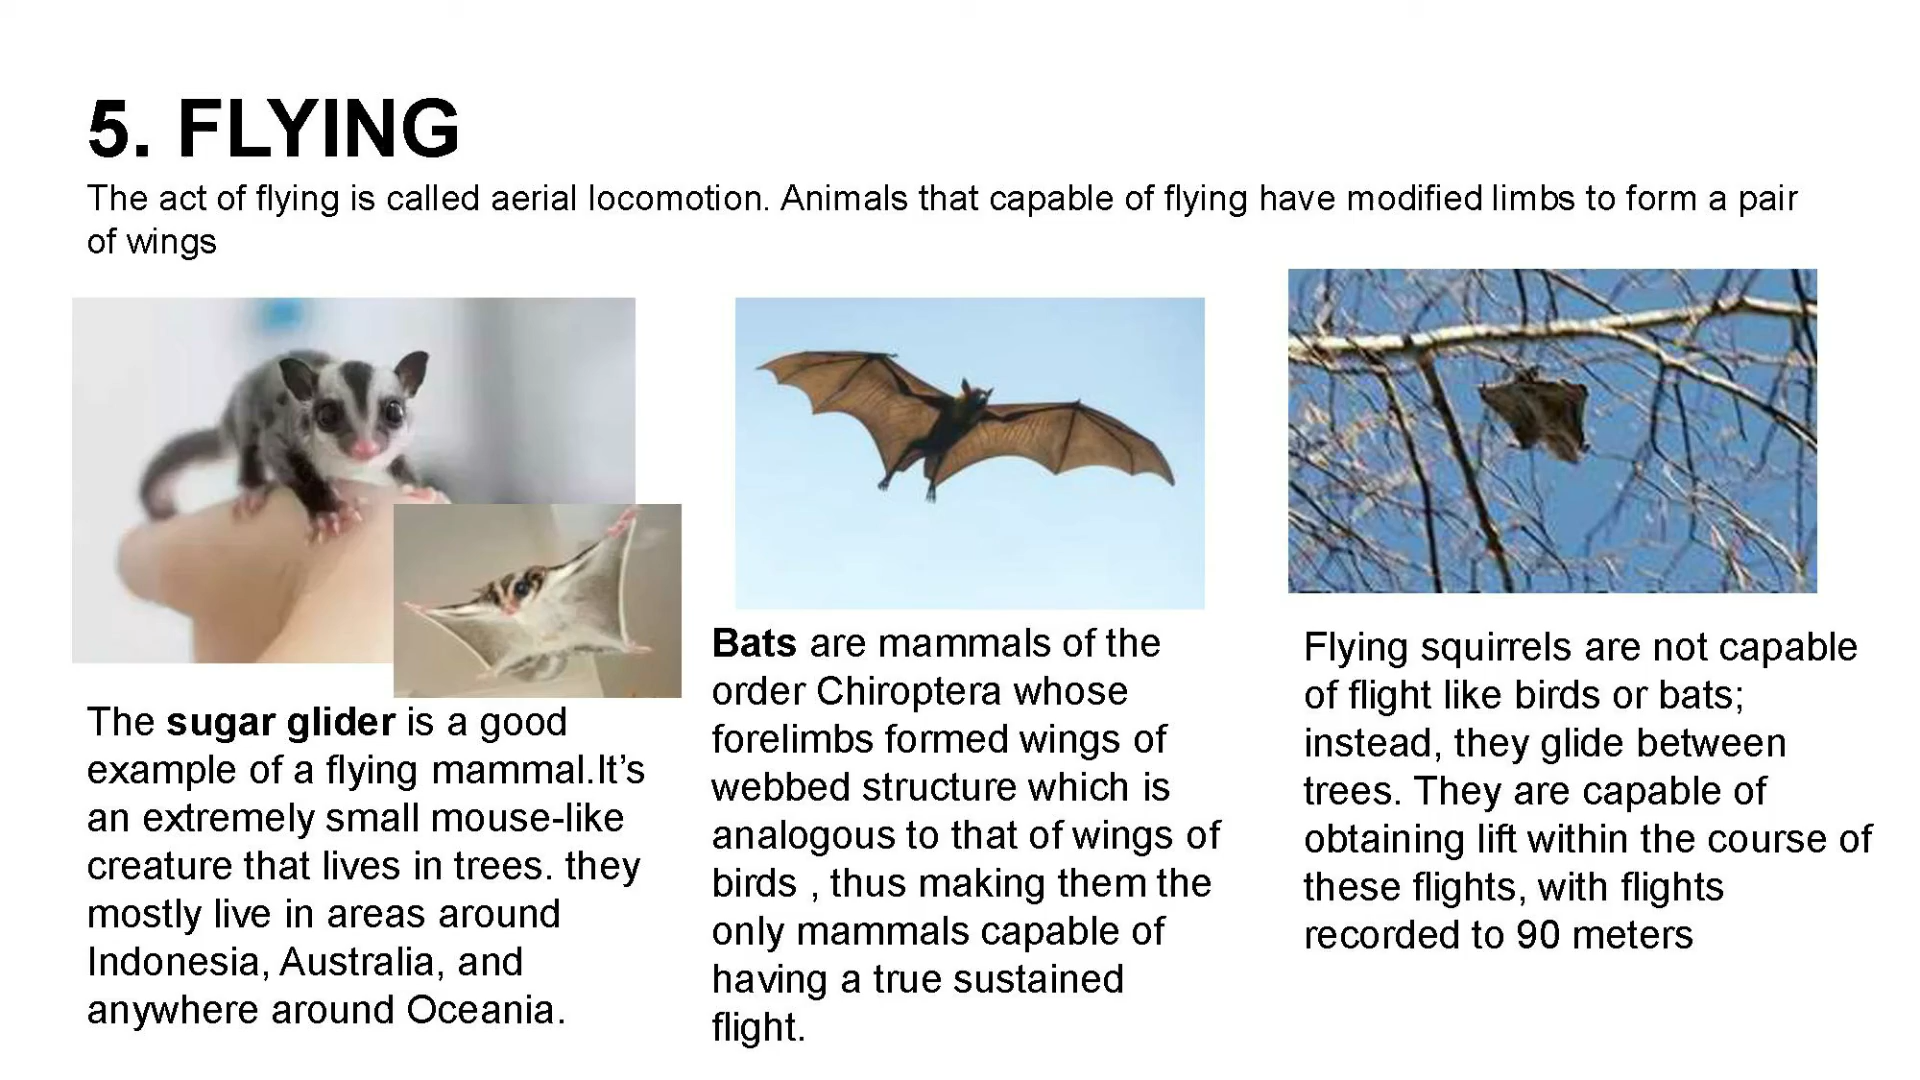 5. FLYING
The act of flying is called aerial locomotion. Animals that capable of flying have modified limbs to form a pair
of wings
The sugar glider is a good
example of a flying mammal.It’s
an extremely small mouse-like
creature that lives in trees. they
mostly live in areas around
Indonesia, Australia, and
anywhere around Oceania.
Bats are mammals of the
order Chiroptera whose
forelimbs formed wings of
webbed structure which is
analogous to that of wings of
birds , thus making them the
only mammals capable of
having a true sustained
flight.
Flying squirrels are not capable
of flight like birds or bats;
instead, they glide between
trees. They are capable of
obtaining lift within the course of
these flights, with flights
recorded to 90 meters